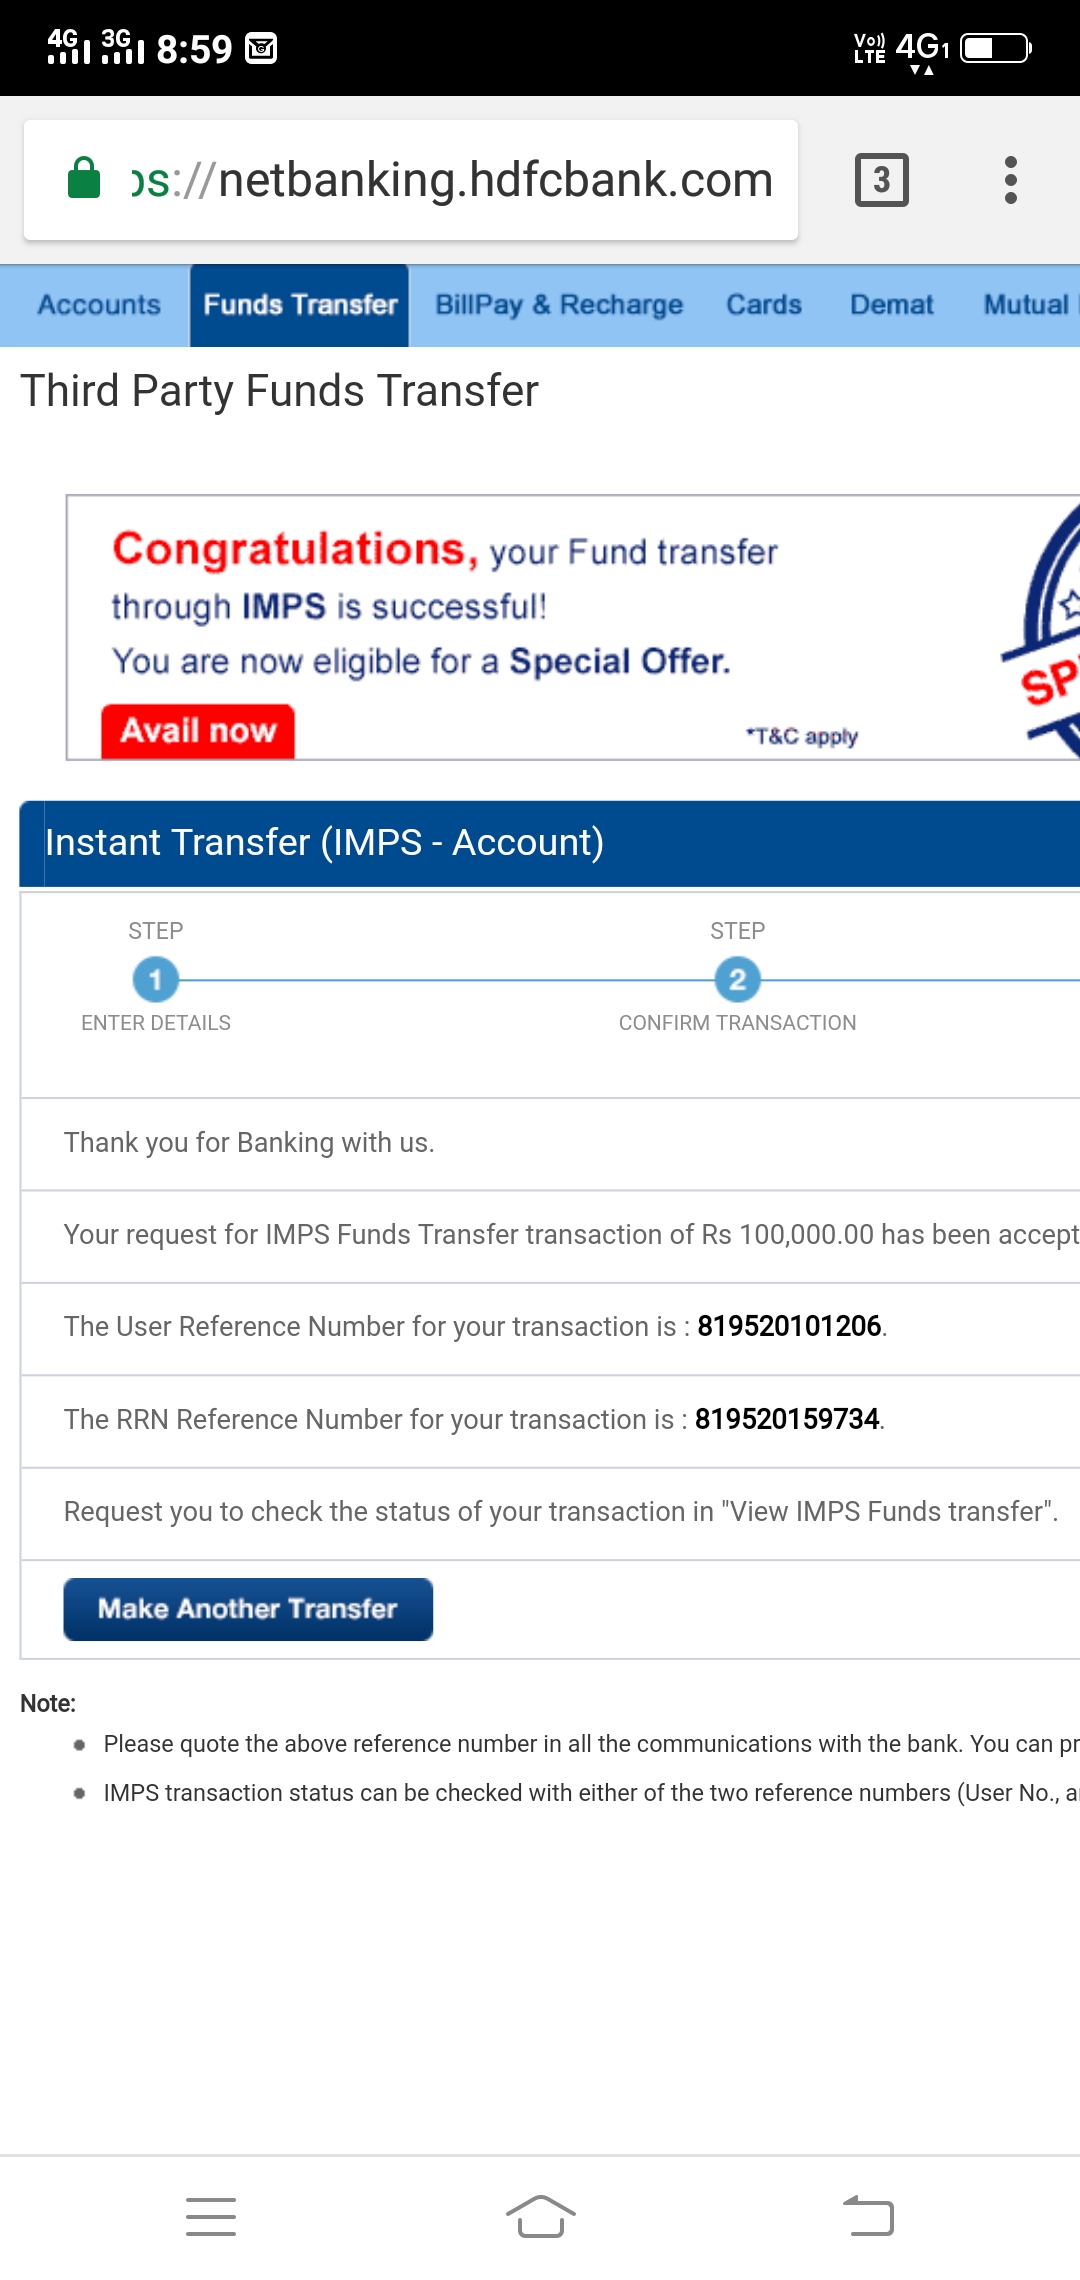 4G 3G 8:59 Vo)) LTE 4G1
ps://netbanking.hdfcbank.com 3
Accounts Funds Transfer BillPay & Recharge Cards Demat Mutual
Third Party Funds Transfer
Congratulations, your Fund transfer
through IMPS is successful!
You are now eligible for a Special Offer.
Avail now
*T&C apply
SP
Instant Transfer (IMPS - Account)
STEP STEP
1 2
ENTER DETAILS CONFIRM TRANSACTION
Thank you for Banking with us.
Your request for IMPS Funds Transfer transaction of Rs 100,000.00 has been accept
The User Reference Number for your transaction is : 819520101206.
The RRN Reference Number for your transaction is : 819520159734.
Request you to check the status of your transaction in "View IMPS Funds transfer".
Make Another Transfer
Note:
Please quote the above reference number in all the communications with the bank. You can pr
IMPS transaction status can be checked with either of the two reference numbers (User No., a